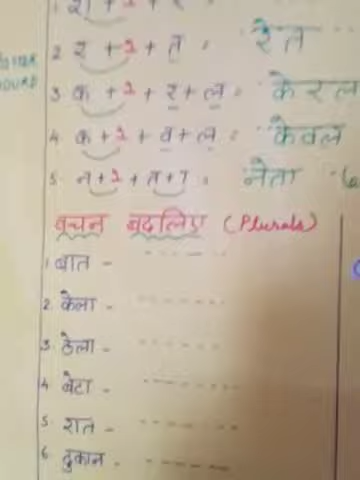 2 र + े + त = रेत
3 क + े + र + ल = केरल
4 क + े + व + ल = केवल
5. न + े + त + ा = नेता
वचन बदलिए (Plurals)
1 बात - ------
2. केला - ------
3. ठेला - ------
4. बेटा - ------
5. रात - ------
6. दुकान - ------